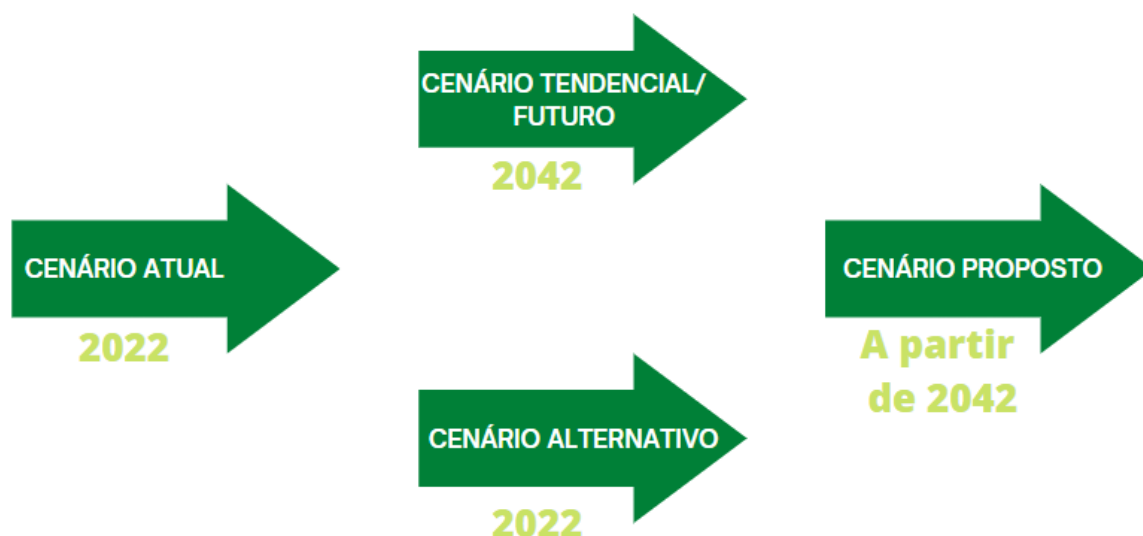 CENÁRIO TENDENCIAL/
FUTURO
2042
CENÁRIO ATUAL
2022
CENÁRIO PROPOSTO
A partir
de 2042
CENÁRIO ALTERNATIVO
2022